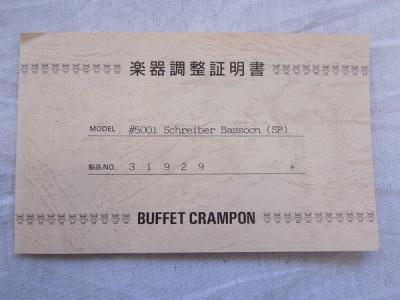 楽器調整証明書
MODEL #5001 Schreiber Bassoon (SP)
製品NO. 31929 +
BUFFET CRAMPON